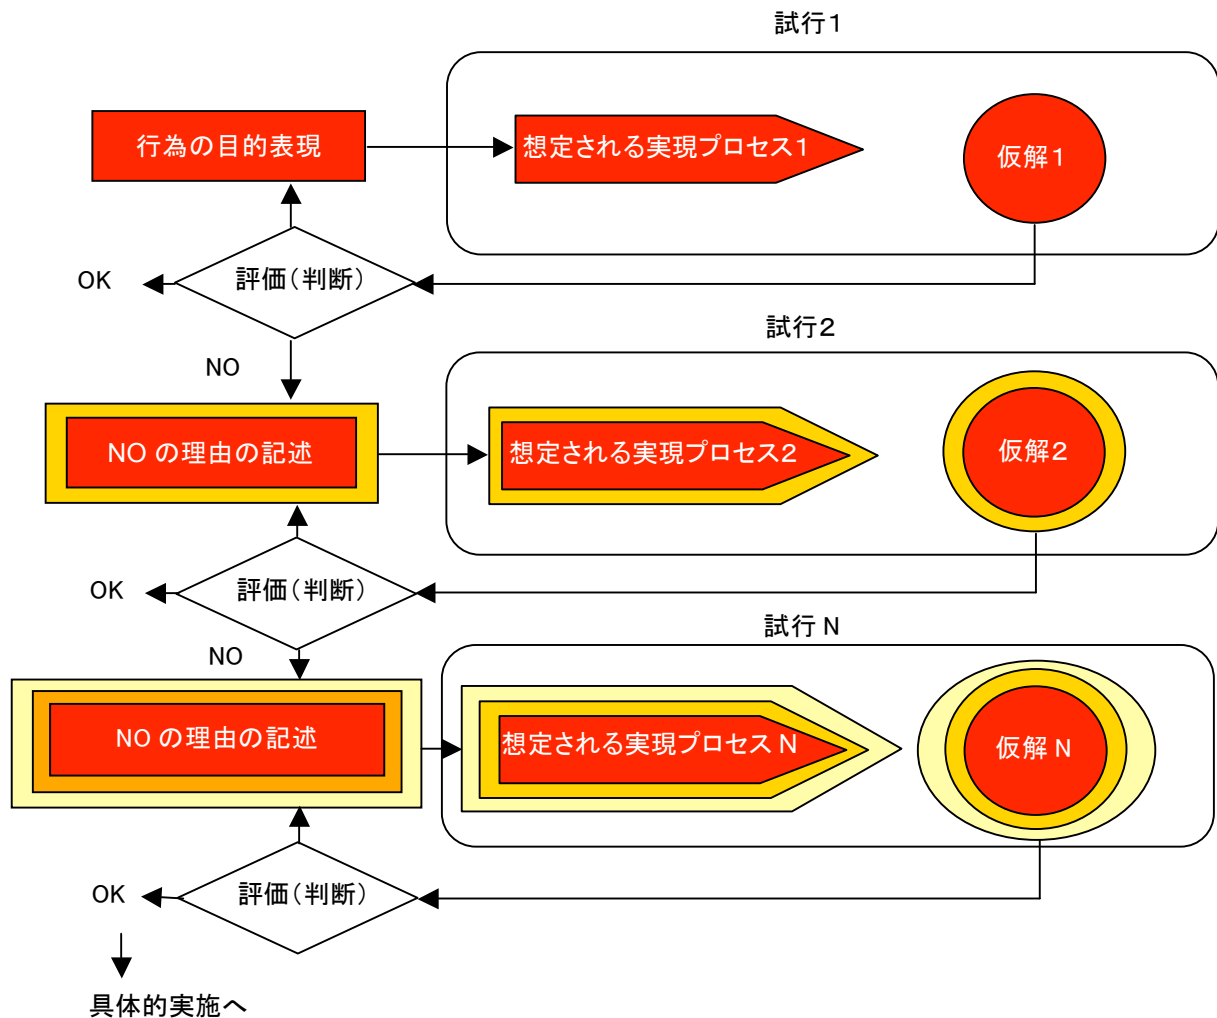 試行1
行為の目的表現
想定される実現プロセス1
仮解1
OK
評価(判断)
NO
試行2
NO の理由の記述
想定される実現プロセス2
仮解2
OK
評価(判断)
NO
試行 N
NO の理由の記述
想定される実現プロセス N
仮解 N
OK
評価(判断)
具体的実施へ